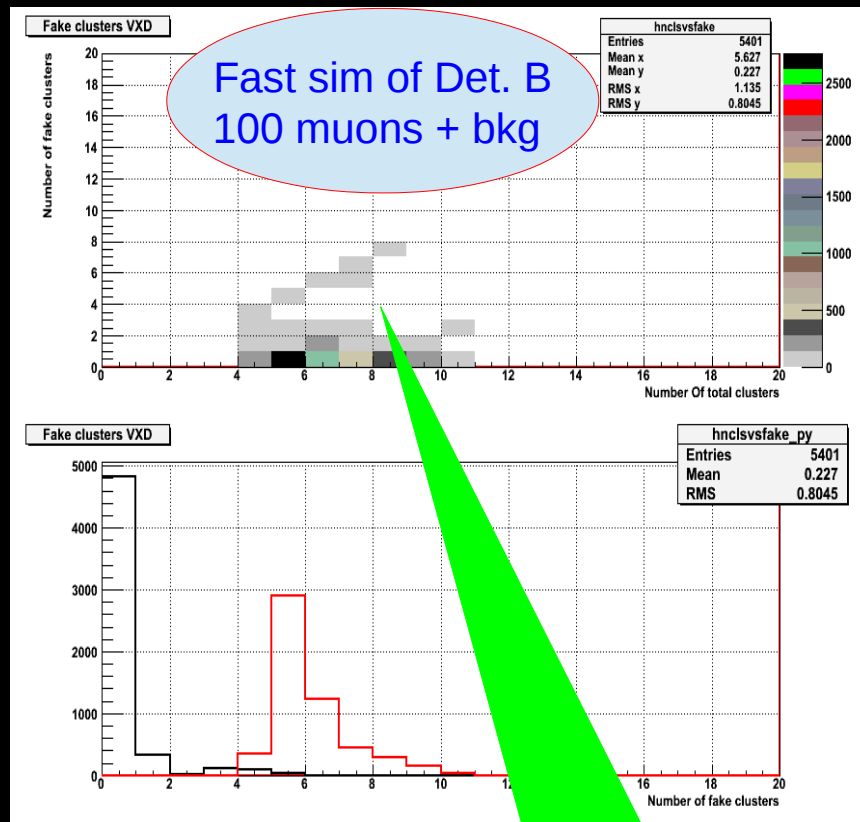 Fake clusters VXD
Number of fake clusters
20
18
16
14
12
10
8
6
4
2
0
0 2 4 6 8 10 12 14 16 18 20
Number Of total clusters
Fast sim of Det. B
100 muons + bkg
hnclsvsfake
Entries 5401
Mean x 5.627
Mean y 0.227
RMS x 1.135
RMS y 0.8045
2500
2000
1500
1000
500
0
Fake clusters VXD
hnclsvsfake_py
Entries 5401
Mean 0.227
RMS 0.8045
5000
4000
3000
2000
1000
0
0 2 4 6 8 10 12 14 16 18 20
Number of fake clusters